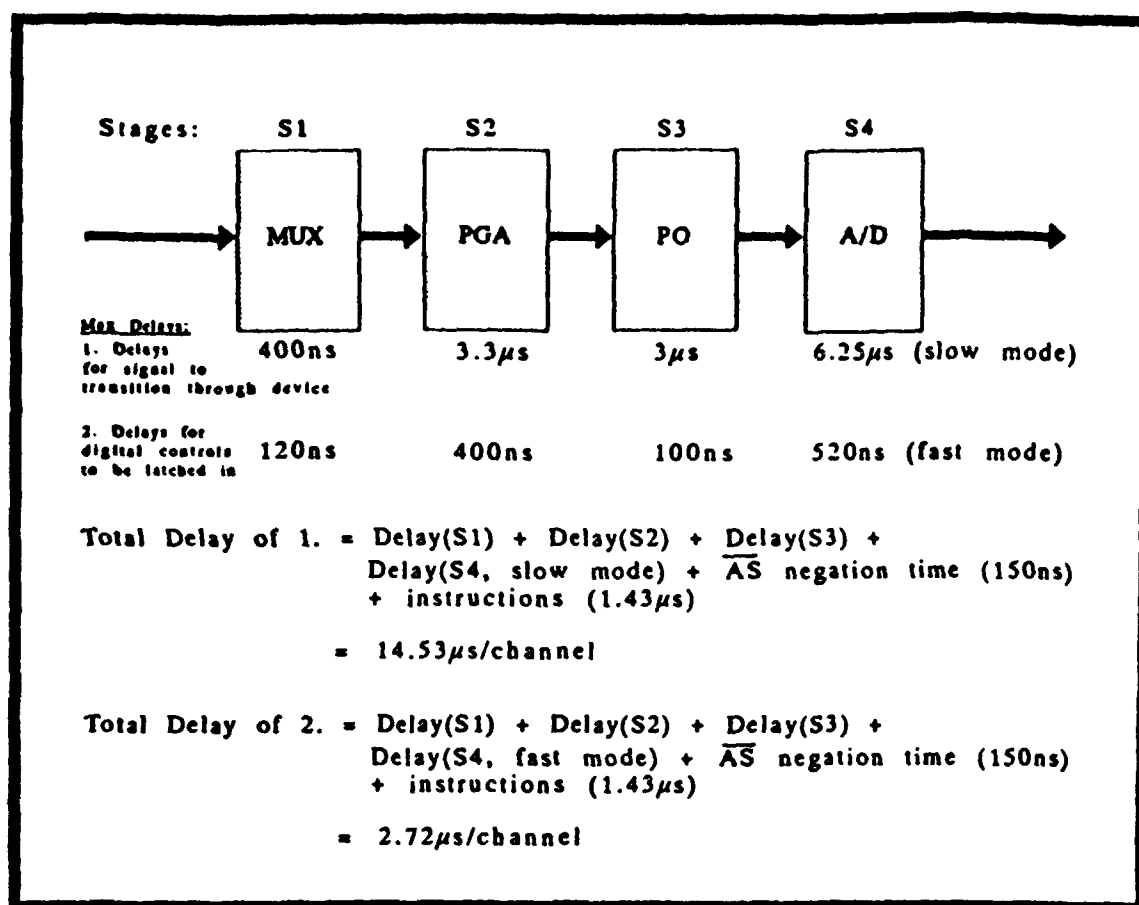 Stages: S1 S2 S3 S4
MUX PGA PO A/D
Max Delays:
1. Delays for signal to transition through device 400ns 3.3µs 3µs 6.25µs (slow mode)
2. Delays for digital controls to be latched in 120ns 400ns 100ns 520ns (fast mode)
Total Delay of 1. = Delay(S1) + Delay(S2) + Delay(S3) +
Delay(S4, slow mode) + A̅S̅ negation time (150ns)
+ instructions (1.43µs)
= 14.53µs/channel
Total Delay of 2. = Delay(S1) + Delay(S2) + Delay(S3) +
Delay(S4, fast mode) + A̅S̅ negation time (150ns)
+ instructions (1.43µs)
= 2.72µs/channel